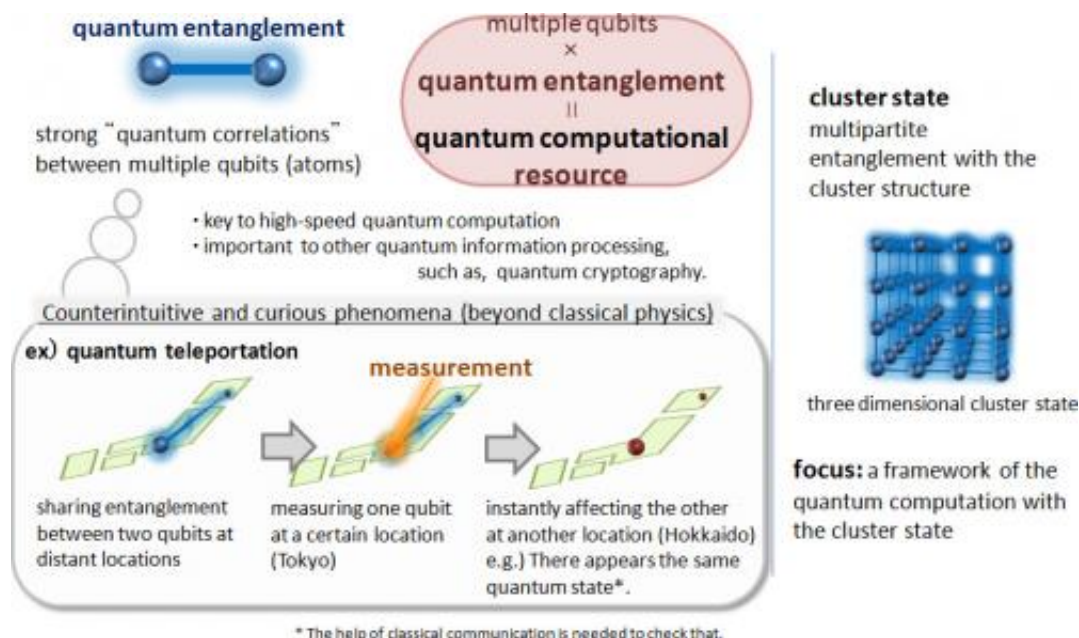 quantum entanglement
strong “quantum correlations”
between multiple qubits (atoms)
multiple qubits
×
quantum entanglement
||
quantum computational
resource
・key to high-speed quantum computation
・important to other quantum information processing,
such as, quantum cryptography.
Counterintuitive and curious phenomena (beyond classical physics)
ex) quantum teleportation
measurement
sharing entanglement
between two qubits at
distant locations
measuring one qubit
at a certain location
(Tokyo)
instantly affecting the other
at another location (Hokkaido)
e.g.) There appears the same
quantum state*.
* The help of classical communication is needed to check that.
cluster state
multipartite
entanglement with the
cluster structure
three dimensional cluster state
focus: a framework of the
quantum computation with
the cluster state